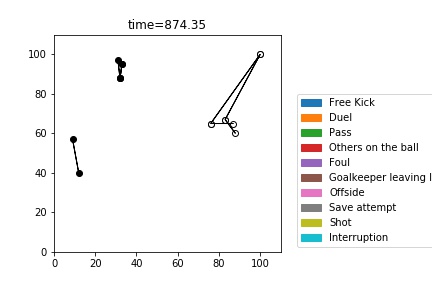 time=874.35
100
80
60
40
20
0
0 20 40 60 80 100
Free Kick
Duel
Pass
Others on the ball
Foul
Goalkeeper leaving l
Offside
Save attempt
Shot
Interruption